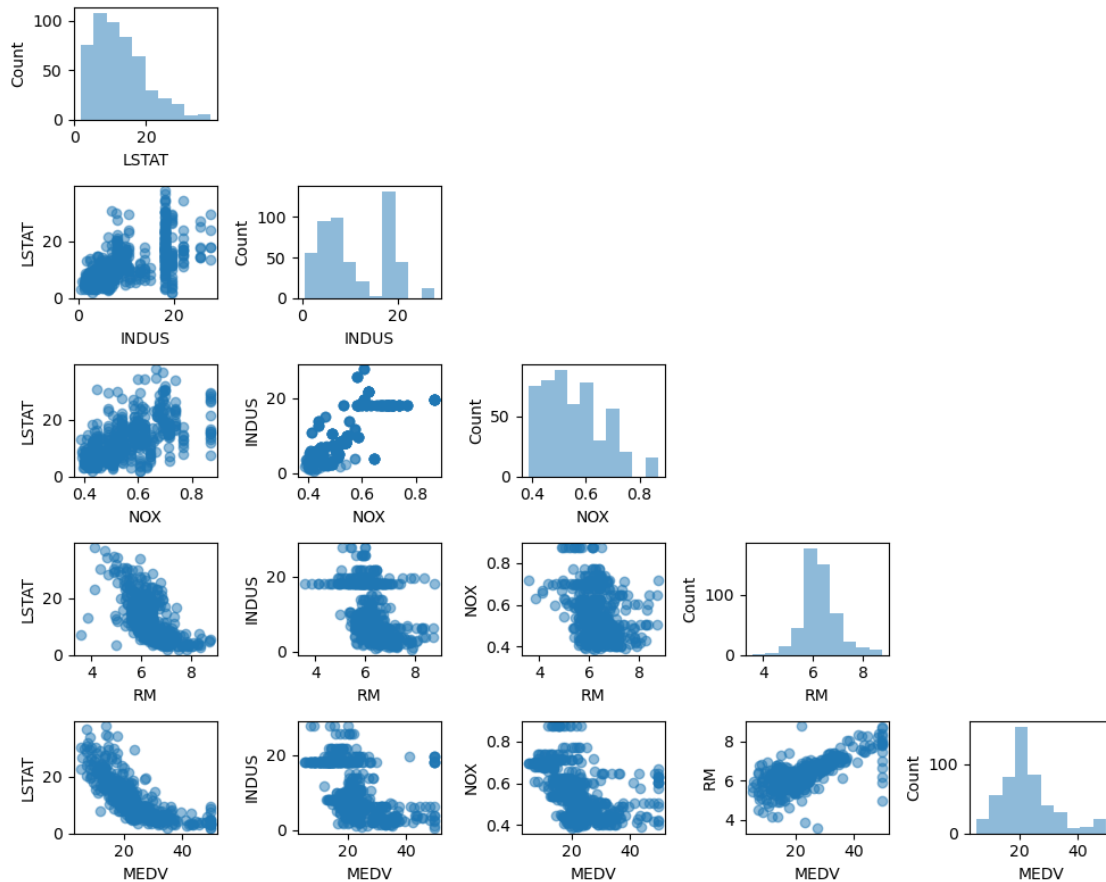 100
50
0
Count
0 20
LSTAT
LSTAT
20
0
0 20
INDUS
Count
100
50
0
0 20
INDUS
LSTAT
40
20
0
0.4 0.6 0.8
NOX
INDUS
20
0
0.4 0.6 0.8
NOX
Count
50
0
0.4 0.6 0.8
NOX
LSTAT
20
0
4 6 8
RM
INDUS
20
0
4 6 8
RM
NOX
0.8
0.6
0.4
4 6 8
RM
Count
100
0
4 6 8
RM
LSTAT
20
0
20 40
MEDV
INDUS
20
0
20 40
MEDV
NOX
0.8
0.6
0.4
20 40
MEDV
RM
8
6
4
20 40
MEDV
Count
100
0
20 40
MEDV